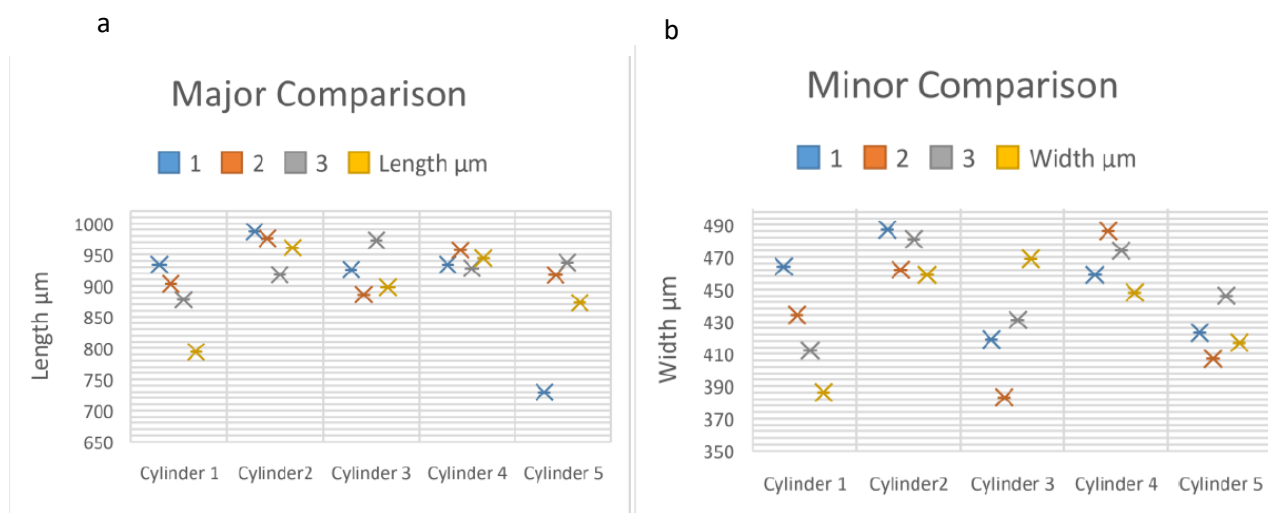 a
Major Comparison
1 2 3 Length μm
Length μm
1000
950
900
850
800
750
700
650
Cylinder 1 Cylinder2 Cylinder 3 Cylinder 4 Cylinder 5
b
Minor Comparison
1 2 3 Width μm
Width μm
490
470
450
430
410
390
370
350
Cylinder 1 Cylinder2 Cylinder 3 Cylinder 4 Cylinder 5